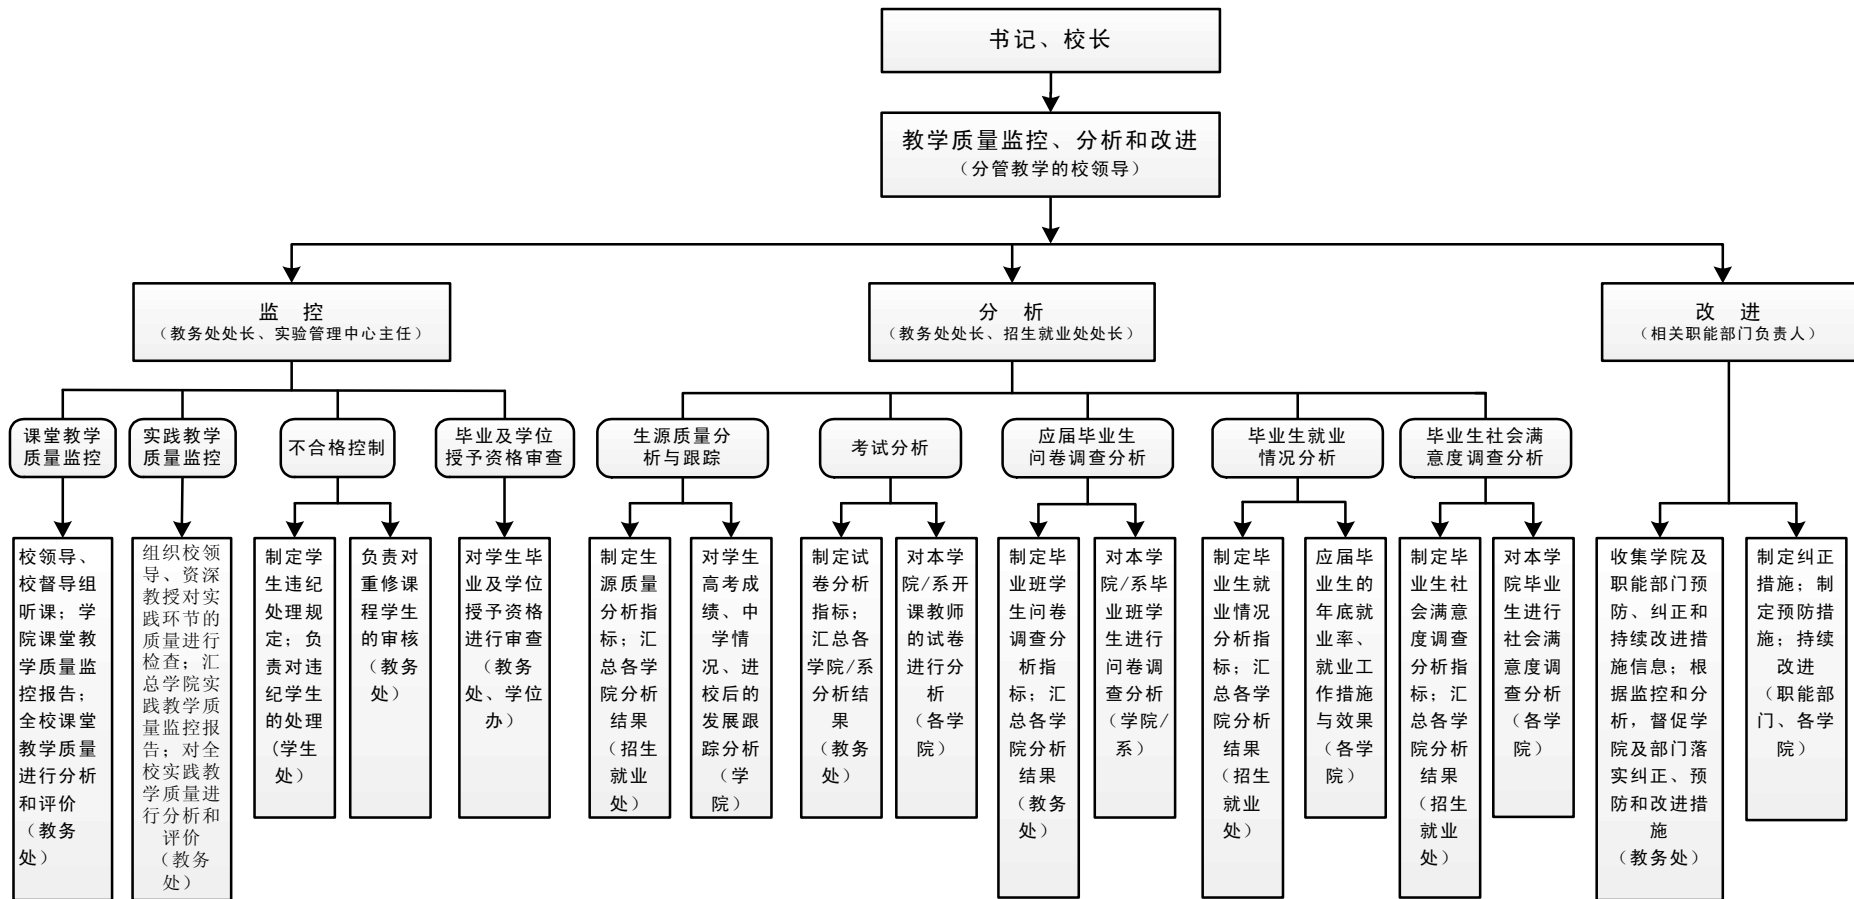 书记、校长
教学质量监控、分析和改进
（分管教学的校领导）
监 控
（教务处处长、实验管理中心主任）
分 析
（教务处处长、招生就业处处长）
改 进
（相关职能部门负责人）
课堂教学
质量监控
实践教学
质量监控
不合格控制
毕业及学位
授予资格审查
生源质量分
析与跟踪
考试分析
应届毕业生
问卷调查分析
毕业生就业
情况分析
毕业生社会满
意度调查分析
校领导、
校督导组
听课；学
院课堂教
学质量监
控报告；
全校课堂
教学质量
进行分析
和评价
（教务
处）
组织校领
导、资深
教授对实
践环节的
质量进行
检查；汇
总学院实
践教学质
量监控报
告；对全
校实践教
学质量进
行分析和
评价
（教务
处）
制定学
生违纪
处理规
定；负
责对违
纪学生
的处理
（学生
处）
负责对
重修课
程学生
的审核
（教务
处）
对学生毕
业及学位
授予资格
进行审查
（教务
处、学位
办）
制定生
源质量
分析指
标；汇
总各学
院分析
结果
（招生
就业
处）
对学生
高考成
绩、中
学情
况、进
校后的
发展跟
踪分析
（学
院）
制定试
卷分析
指标；
汇总各
学院/系
分析结
果
（教务
处）
对本学
院/系开
课教师
的试卷
进行分
析
（各学
院）
制定毕
业班学
生问卷
调查分
析指
标；汇
总各学
院分析
结果
（教务
处）
对本学
院/系毕
业班学
生进行
问卷调
查分析
（学院/
系）
制定毕
业生就
业情况
分析指
标；汇
总各学
院分析
结果
（招生
就业
处）
应届毕
业生的
年底就
业率、
就业工
作措施
与效果
（各学
院）
制定毕
业生社
会满意
度调查
分析指
标；汇
总各学
院分析
结果
（招生
就业
处）
对本学
院毕业
生进行
社会满
意度调
查分析
（各学
院）
收集学院及
职能部门预
防、纠正和
持续改进措
施信息；根
据监控和分
析，督促学
院及部门落
实纠正、预
防和改进措
施
（教务处）
制定纠正
措施；制
定预防措
施；持续
改进
（职能部
门、各学
院）